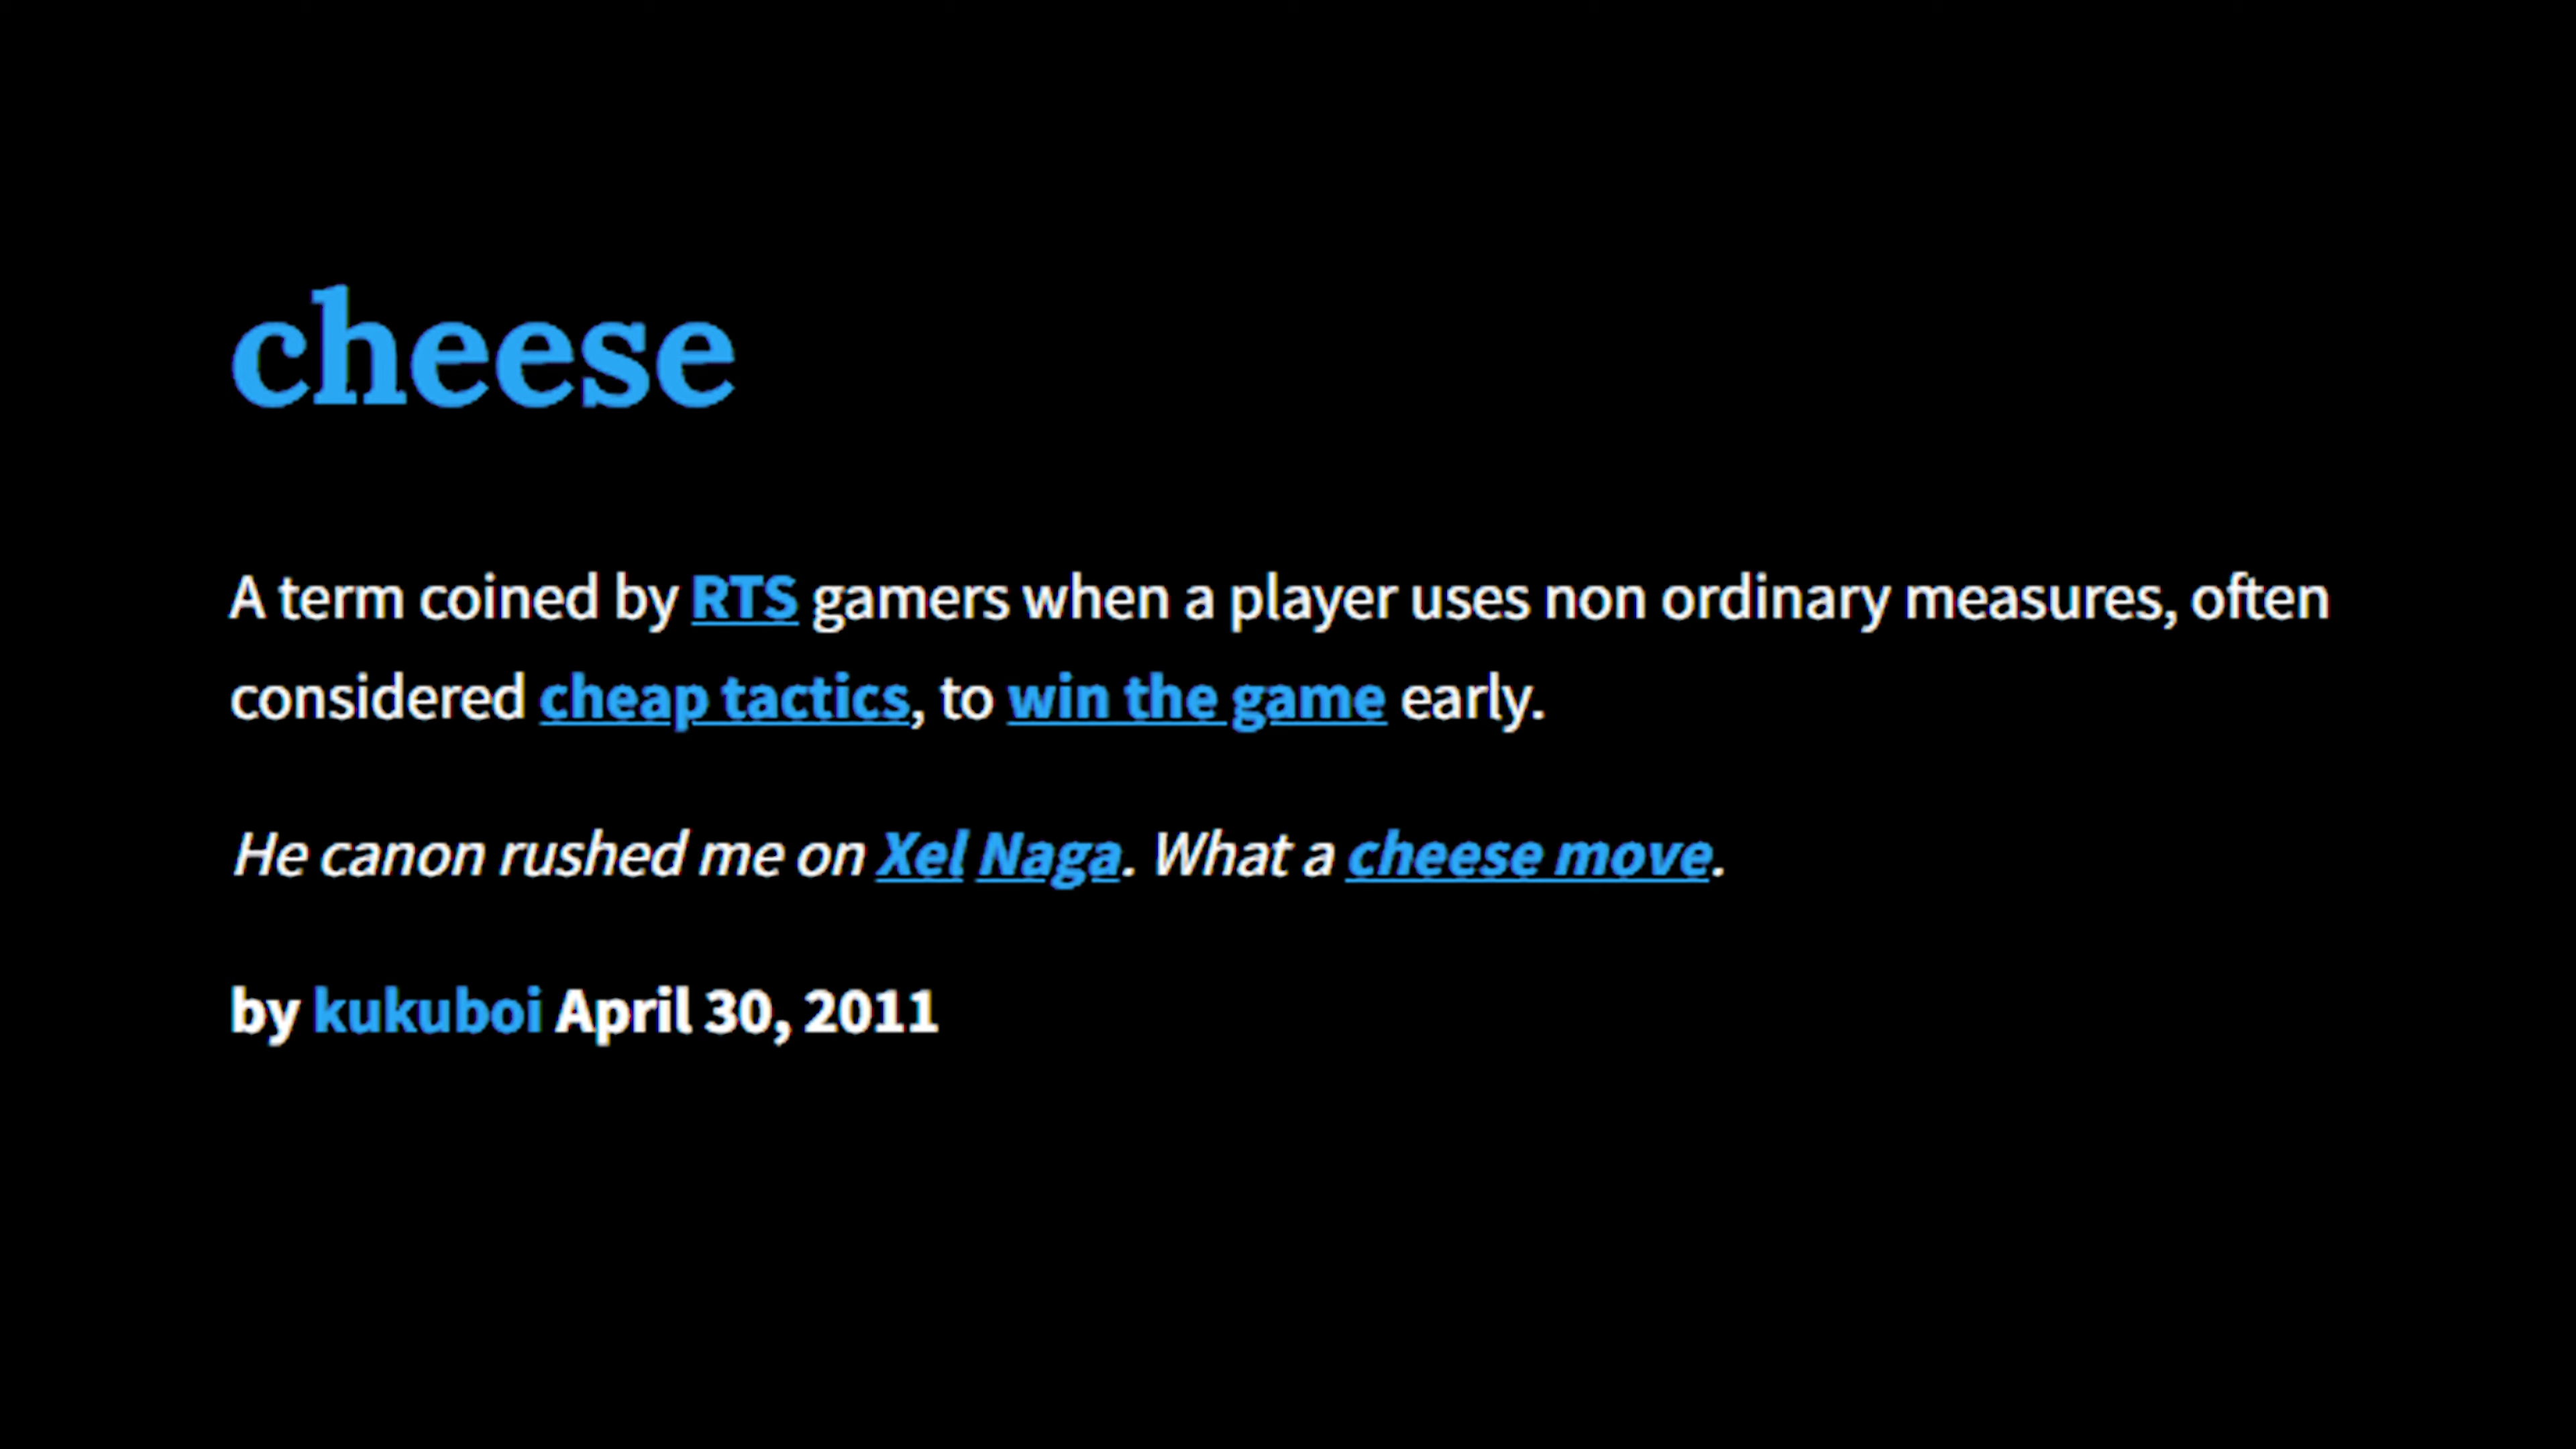 cheese
A term coined by RTS gamers when a player uses non ordinary measures, often
considered cheap tactics, to win the game early.
He canon rushed me on Xel Naga. What a cheese move.
by kukuboi April 30, 2011